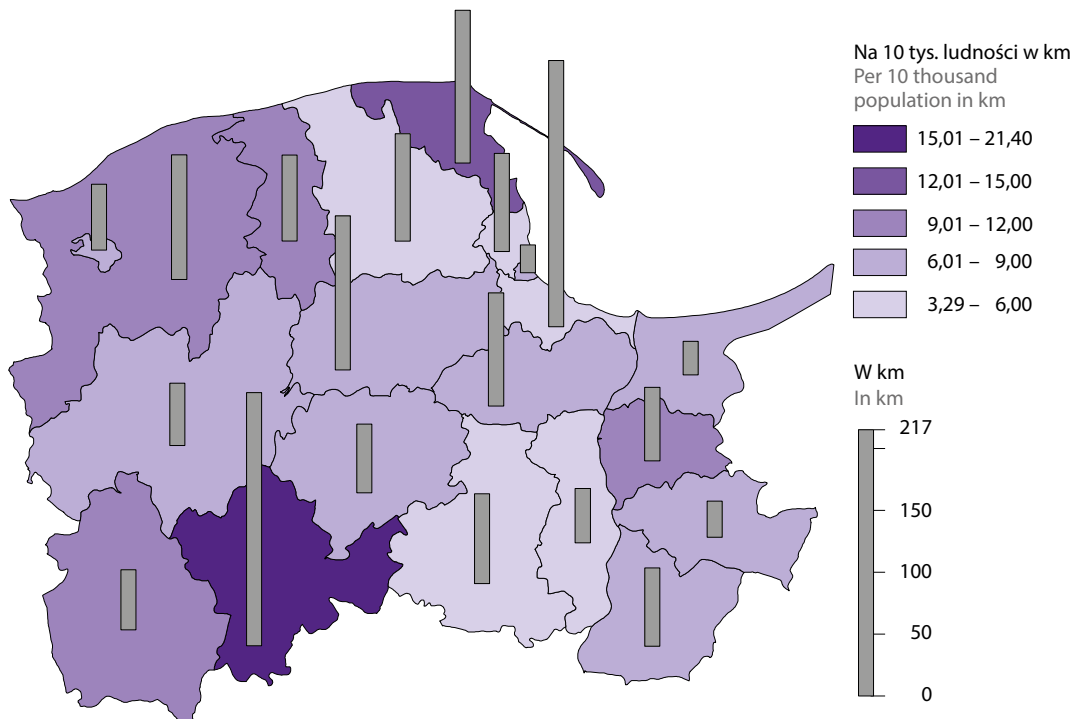 Na 10 tys. ludności w km
Per 10 thousand
population in km
15,01 – 21,40
12,01 – 15,00
9,01 – 12,00
6,01 – 9,00
3,29 – 6,00
W km
In km
217
150
100
50
0